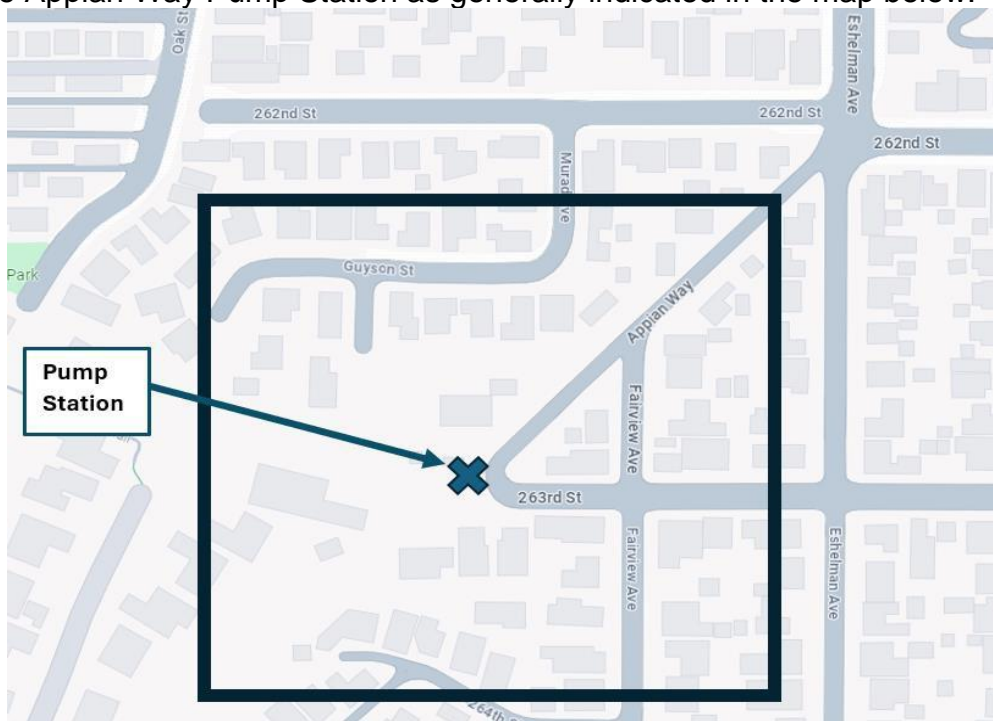 Appian Way Pump Station as generally indicated in the map below.
Oak St
Eshelman Ave
262nd St
262nd St
262nd St
Murad Ave
Park
Guyson St
Appian Way
Pump
Station
Fairview Ave
263rd St
Fairview Ave
Eshelman Ave
264th